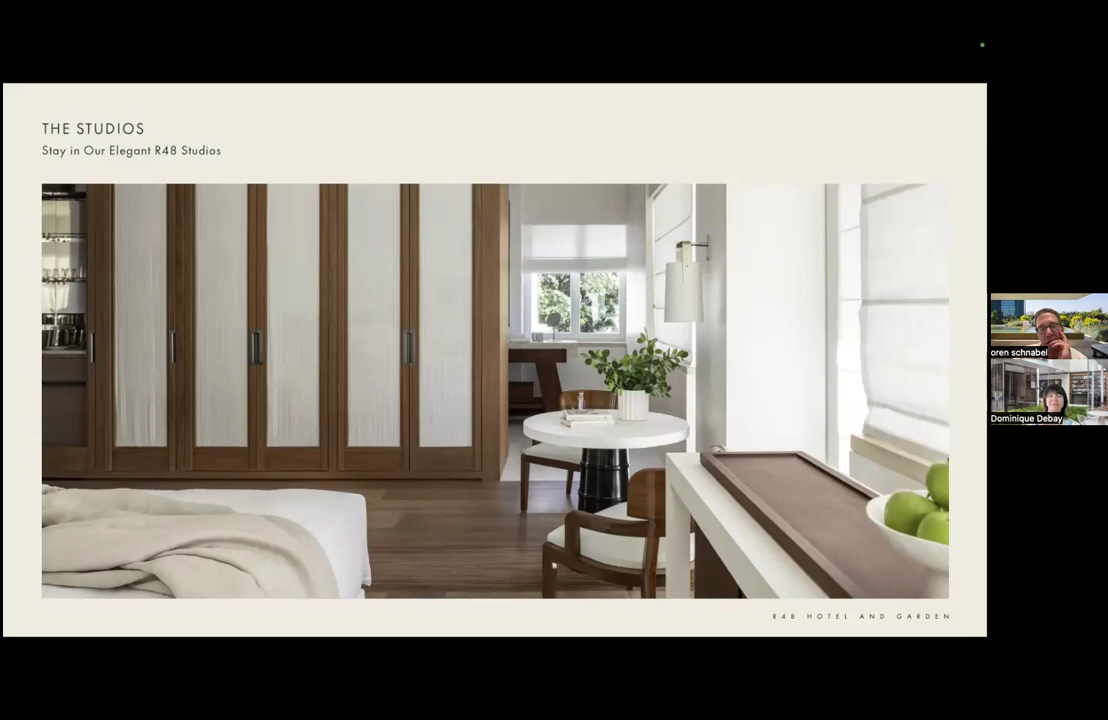 THE STUDIOS
Stay in Our Elegant R48 Studios
R48 HOTEL AND GARDEN
oren schnabel
Dominique Debay